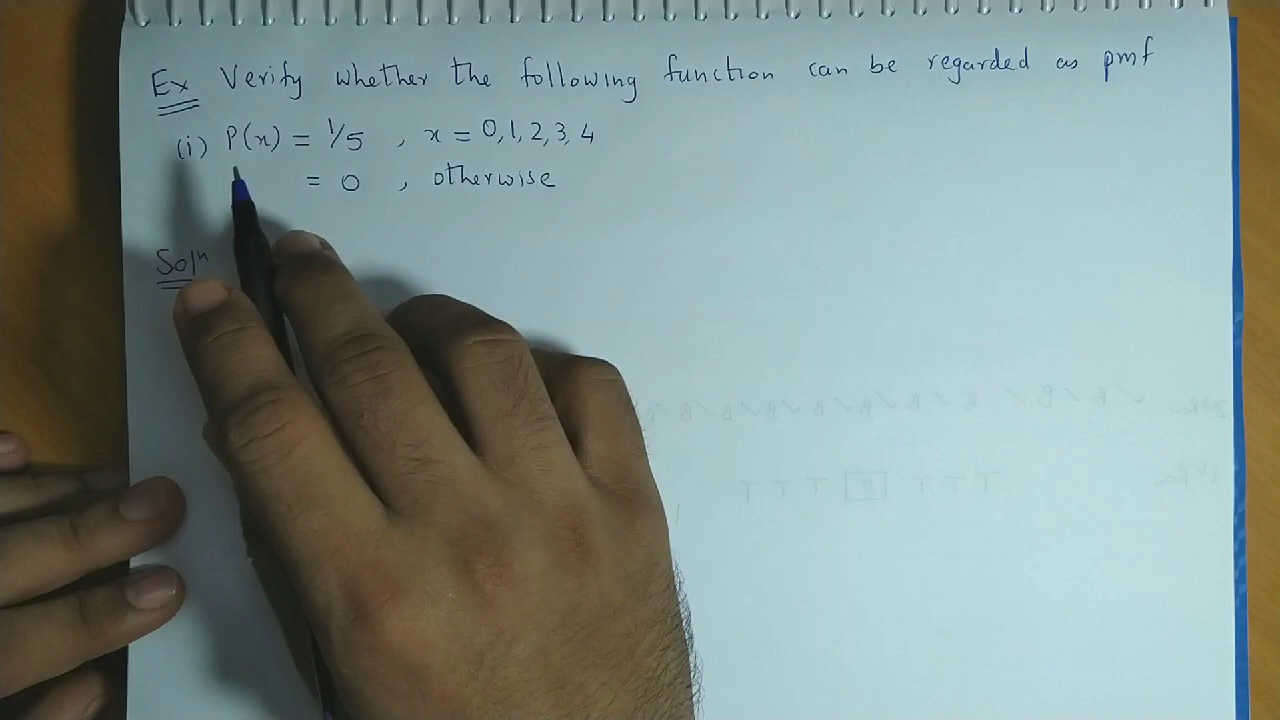 Ex Verify whether the following function can be regarded as pmf
(i) P(x) = 1/5 , x = 0,1,2,3,4
= 0 , otherwise
Solⁿ